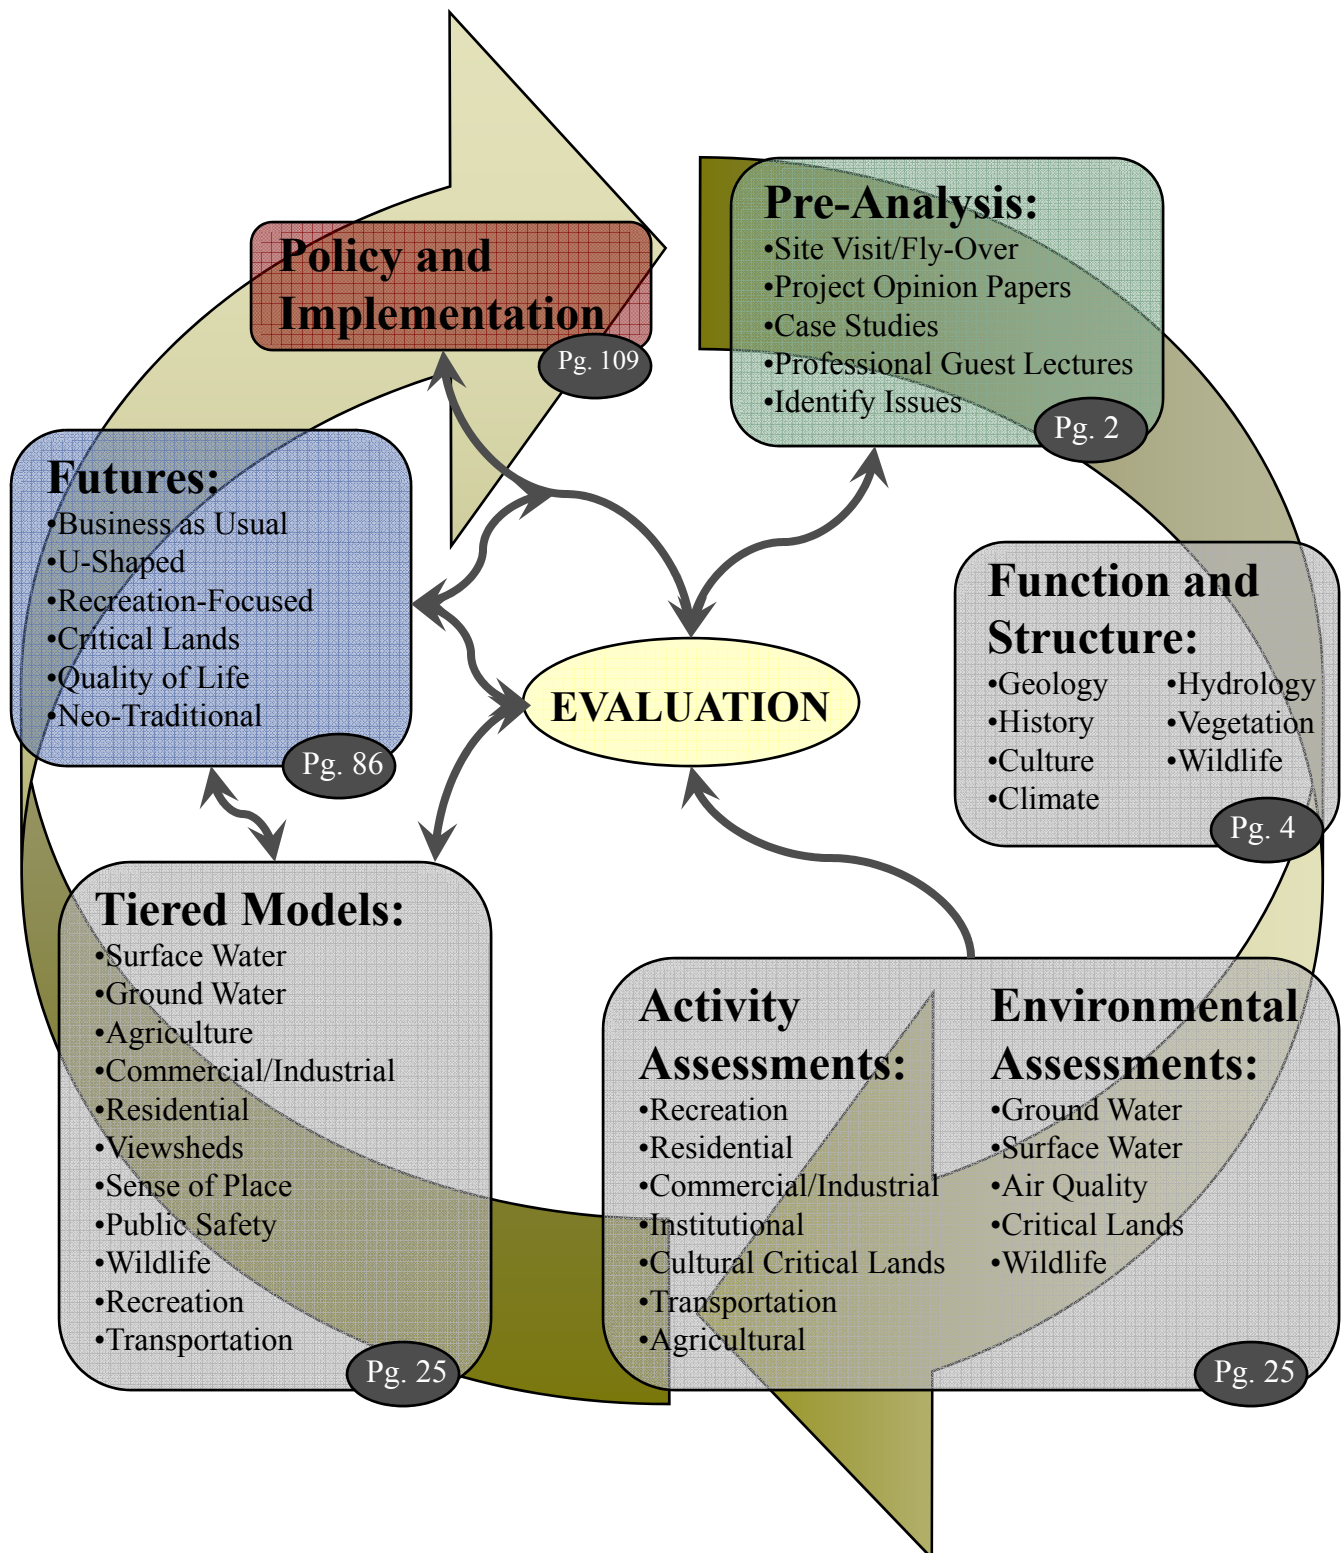 Policy and
Implementation
Pg. 109
Pre-Analysis:
•Site Visit/Fly-Over
•Project Opinion Papers
•Case Studies
•Professional Guest Lectures
•Identify Issues
Pg. 2
Futures:
•Business as Usual
•U-Shaped
•Recreation-Focused
•Critical Lands
•Quality of Life
•Neo-Traditional
Pg. 86
Function and
Structure:
•Geology
•History
•Culture
•Climate
•Hydrology
•Vegetation
•Wildlife
Pg. 4
EVALUATION
Tiered Models:
•Surface Water
•Ground Water
•Agriculture
•Commercial/Industrial
•Residential
•Viewsheds
•Sense of Place
•Public Safety
•Wildlife
•Recreation
•Transportation
Pg. 25
Activity
Assessments:
•Recreation
•Residential
•Commercial/Industrial
•Institutional
•Cultural Critical Lands
•Transportation
•Agricultural
Environmental
Assessments:
•Ground Water
•Surface Water
•Air Quality
•Critical Lands
•Wildlife
Pg. 25